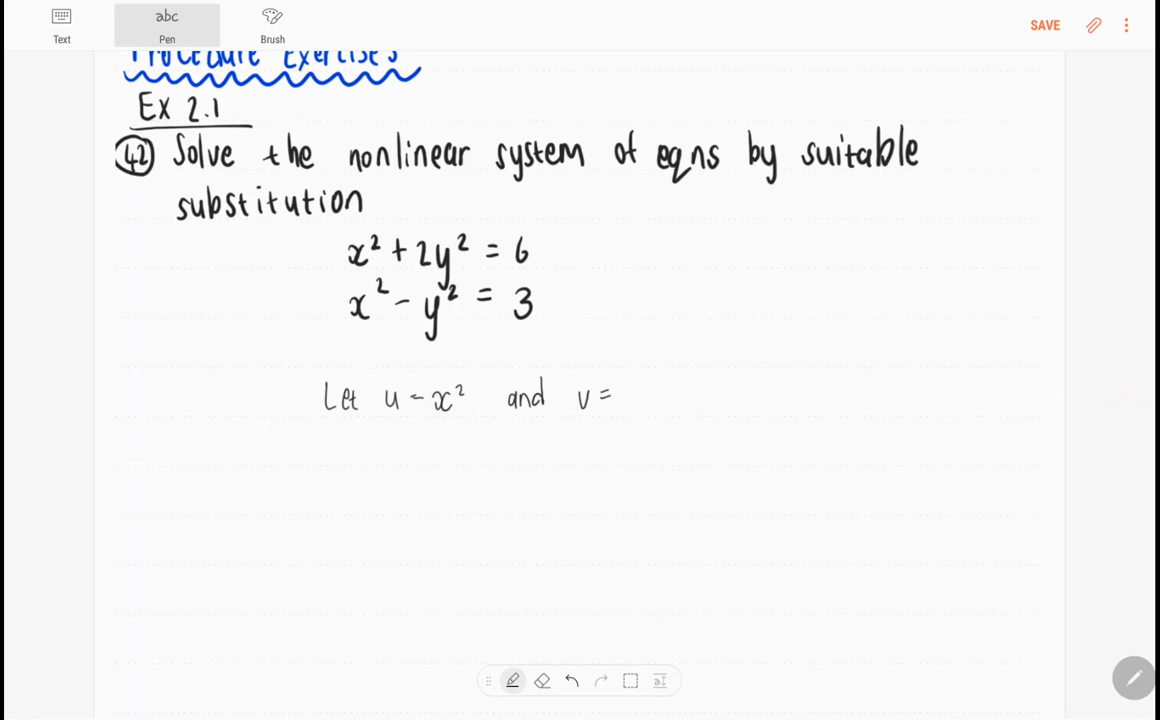 abc
SAVE
Text
Pen
Brush
Procedure Exercises
Ex 2.1
42 Solve the nonlinear system of eqns by suitable
substitution
x² + 2y² = 6
x² - y² = 3
Let u - x² and v =